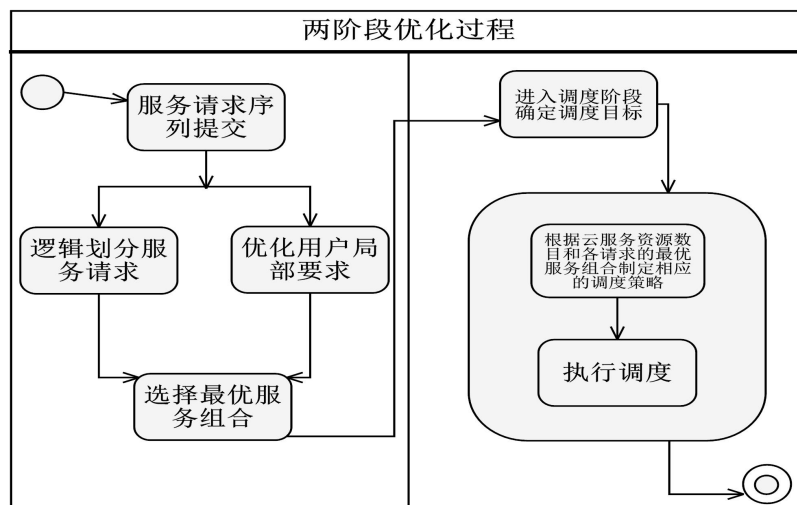 两阶段优化过程
服务请求序
列提交
逻辑划分服
务请求
优化用户局
部要求
选择最优服
务组合
进入调度阶段
确定调度目标
根据云服务资源数
目和各请求的最优
服务组合制定相应
的调度策略
执行调度